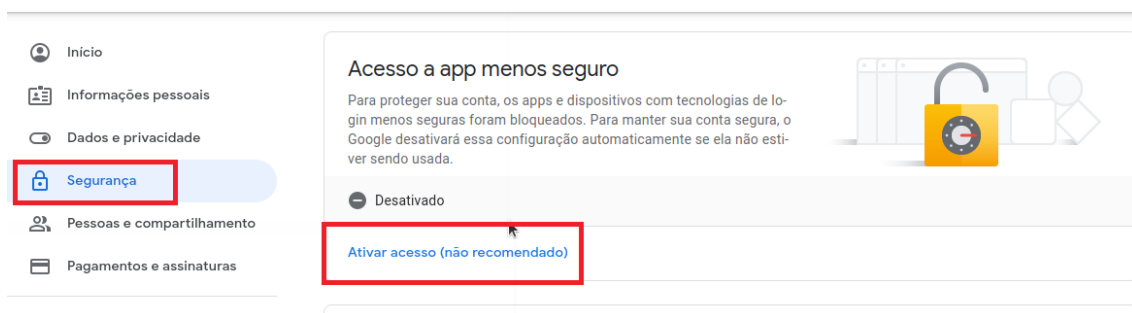 Início
Informações pessoais
Dados e privacidade
Segurança
Pessoas e compartilhamento
Pagamentos e assinaturas
Acesso a app menos seguro
Para proteger sua conta, os apps e dispositivos com tecnologias de lo-
gin menos seguras foram bloqueados. Para manter sua conta segura, o
Google desativará essa configuração automaticamente se ela não esti-
ver sendo usada.
Desativado
Ativar acesso (não recomendado)